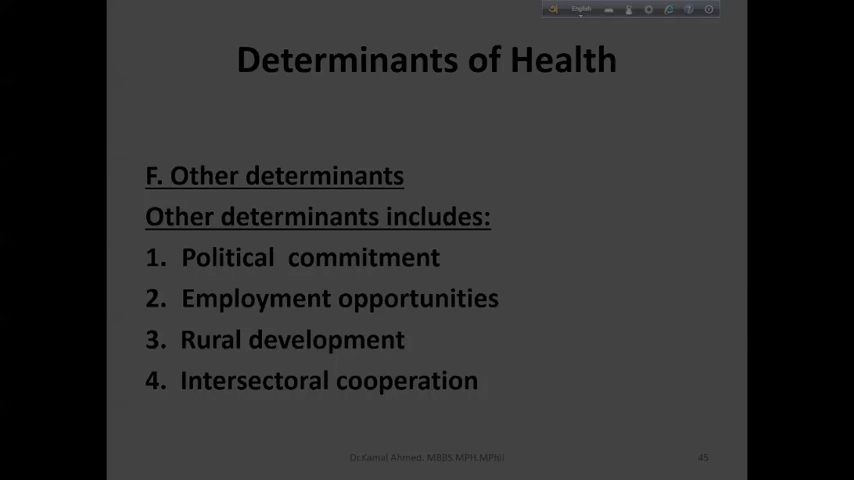 English
Determinants of Health
F. Other determinants
Other determinants includes:
1. Political commitment
2. Employment opportunities
3. Rural development
4. Intersectoral cooperation
Dr.Kamal Ahmed. MBBS.MPH.MPhil
45